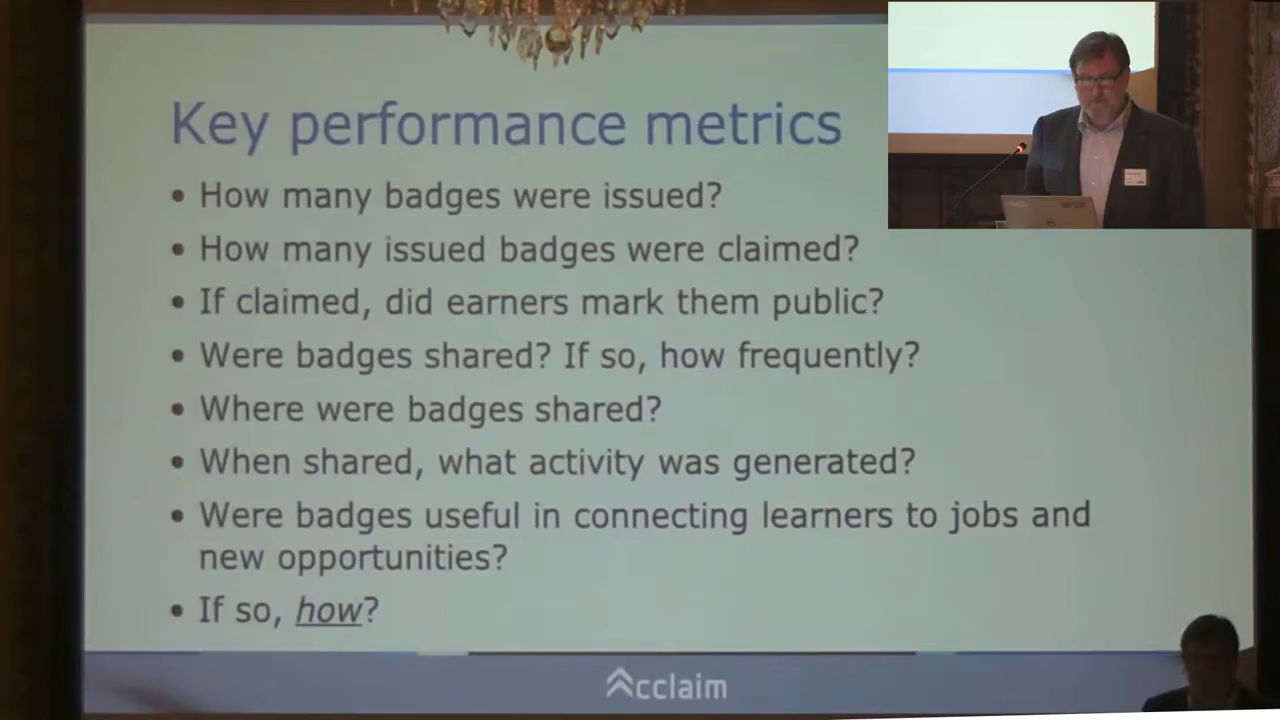 Key performance metrics
• How many badges were issued?
• How many issued badges were claimed?
• If claimed, did earners mark them public?
• Were badges shared? If so, how frequently?
• Where were badges shared?
• When shared, what activity was generated?
• Were badges useful in connecting learners to jobs and
new opportunities?
• If so, how?
Acclaim